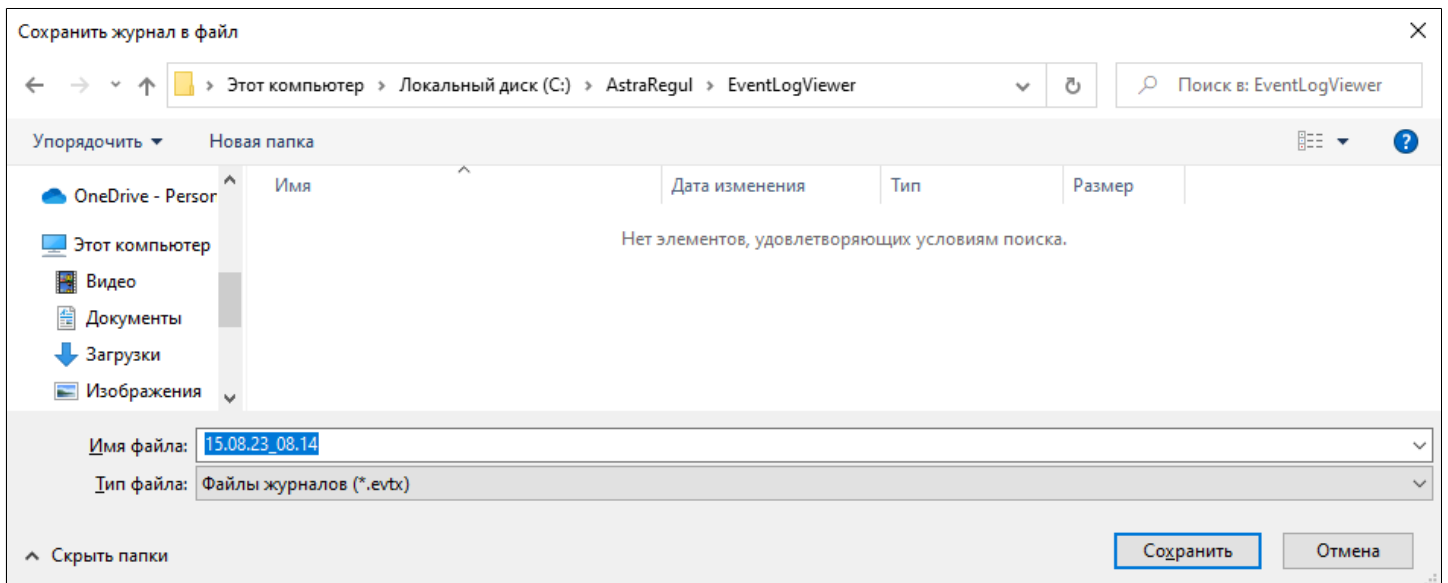 Сохранить журнал в файл
Этот компьютер › Локальный диск (C:) › AstraRegul › EventLogViewer
Поиск в: EventLogViewer
Упорядочить
Новая папка
Имя Дата изменения Тип Размер
OneDrive - Person
Этот компьютер
Видео
Документы
Загрузки
Изображения
Нет элементов, удовлетворяющих условиям поиска.
Имя файла: 15.08.23_08.14
Тип файла: Файлы журналов (*.evtx)
Скрыть папки
Сохранить
Отмена